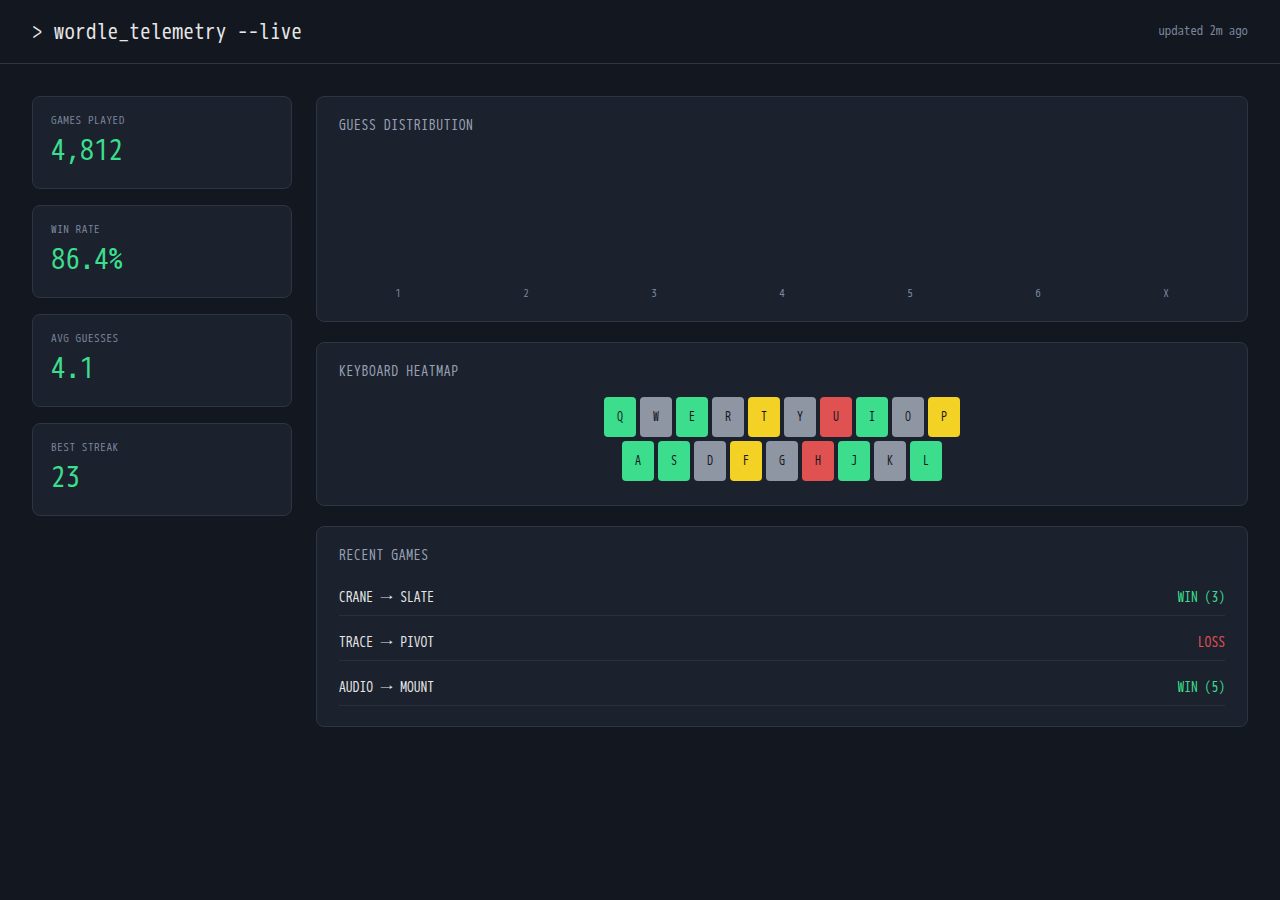 > wordle_telemetry --live
updated 2m ago
GAMES PLAYED
4,812
WIN RATE
86.4%
AVG GUESSES
4.1
BEST STREAK
23
GUESS DISTRIBUTION
1 2 3 4 5 6 X
KEYBOARD HEATMAP
Q W E R T Y U I O P
A S D F G H J K L
RECENT GAMES
CRANE → SLATE WIN (3)
TRACE → PIVOT LOSS
AUDIO → MOUNT WIN (5)